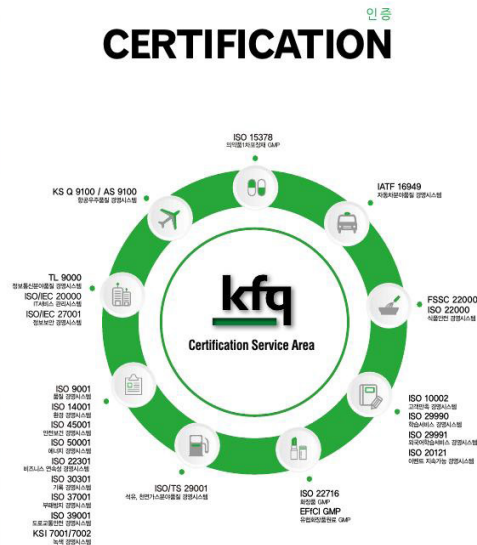 인증
CERTIFICATION
ISO 15378
의약품1차포장재 GMP
KS Q 9100 / AS 9100
항공우주품질 경영시스템
IATF 16949
자동차분야품질 경영시스템
TL 9000
정보통신분야품질 경영시스템
ISO/IEC 20000
IT서비스 관리시스템
ISO/IEC 27001
정보보안 경영시스템
kfq
Certification Service Area
FSSC 22000
ISO 22000
식품안전 경영시스템
ISO 9001
품질 경영시스템
ISO 14001
환경 경영시스템
ISO 45001
안전보건 경영시스템
ISO 50001
에너지 경영시스템
ISO 22301
비즈니스 연속성 경영시스템
ISO 30301
기록 경영시스템
ISO 37001
부패방지 경영시스템
ISO 39001
도로교통안전 경영시스템
KSI 7001/7002
녹색 경영시스템
ISO/TS 29001
석유, 천연가스분야품질 경영시스템
ISO 22716
화장품 GMP
EFfCI GMP
유럽화장품원료 GMP
ISO 10002
고객만족 경영시스템
ISO 29990
학습서비스 경영시스템
ISO 29991
외국어학습서비스 경영시스템
ISO 20121
이벤트 지속가능 경영시스템